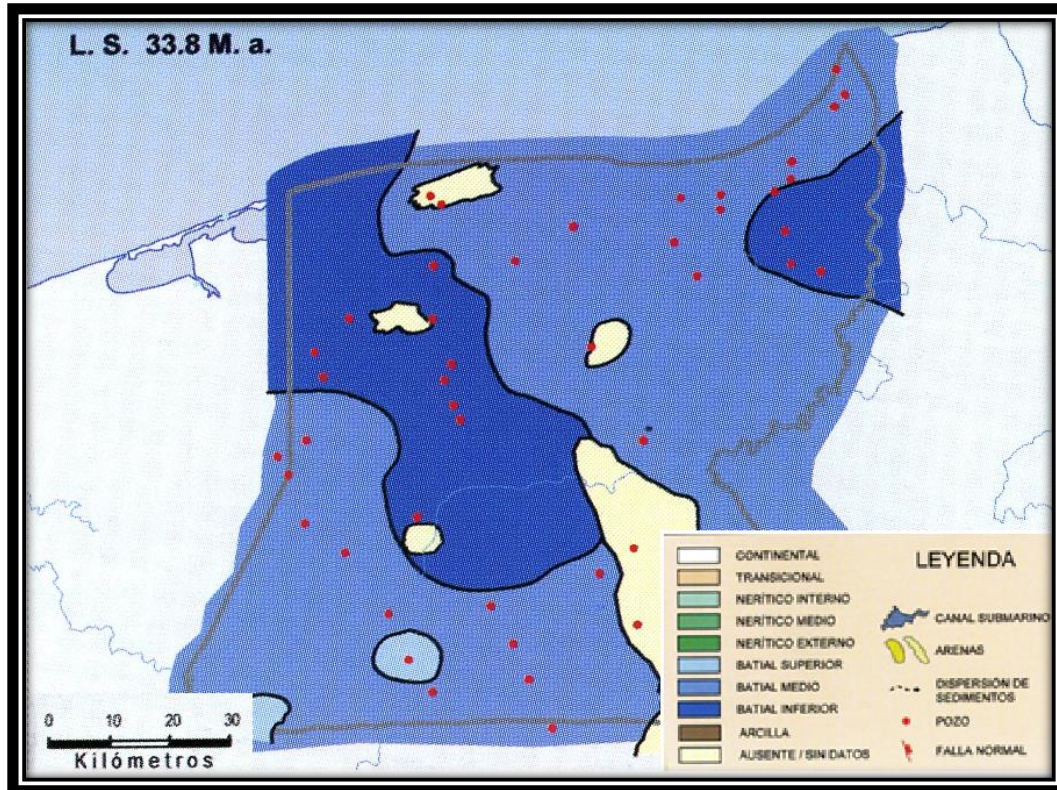 L. S. 33.8 M. a.
0 10 20 30
Kilómetros
LEYENDA
CONTINENTAL
TRANSICIONAL
NERÍTICO INTERNO
NERÍTICO MEDIO
NERÍTICO EXTERNO
BATIAL SUPERIOR
BATIAL MEDIO
BATIAL INFERIOR
ARCILLA
AUSENTE / SIN DATOS
CANAL SUBMARINO
ARENAS
DISPERSIÓN DE
SEDIMENTOS
POZO
FALLA NORMAL